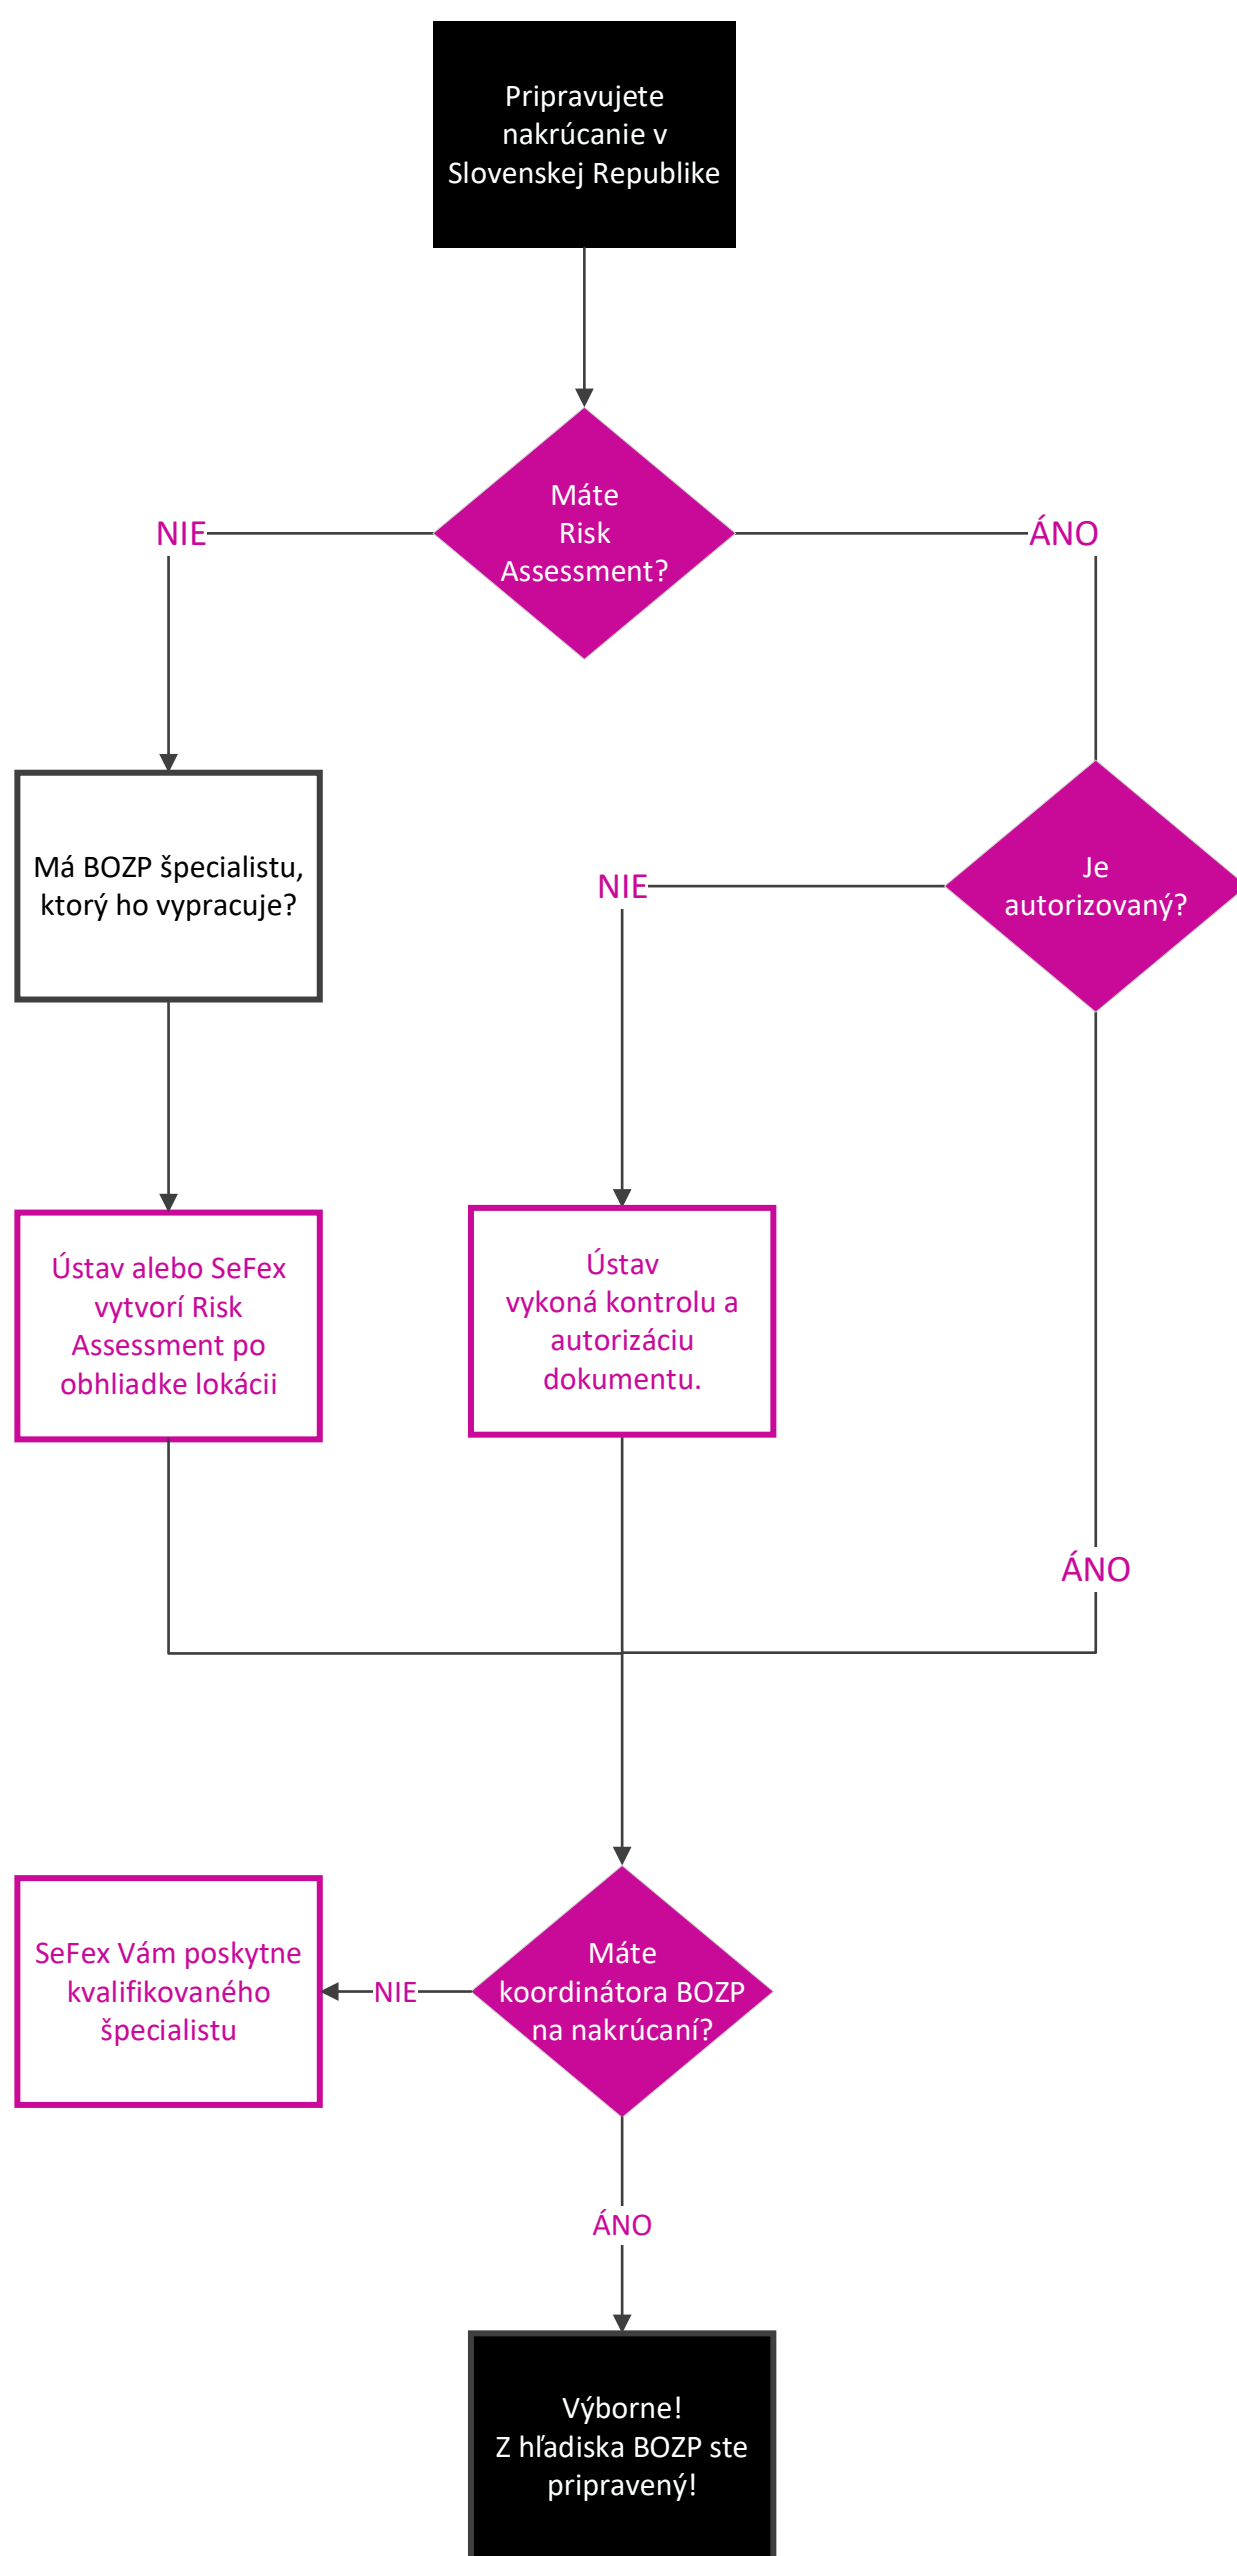 Pripravujete
nakrúcanie v
Slovenskej Republike
Máte
Risk
Assessment?
NIE
ÁNO
Má BOZP špecialistu,
ktorý ho vypracuje?
NIE
Je
autorizovaný?
Ústav alebo SeFex
vytvorí Risk
Assessment po
obhliadke lokácii
Ústav
vykoná kontrolu a
autorizáciu
dokumentu.
ÁNO
SeFex Vám poskytne
kvalifikovaného
špecialistu
NIE
Máte
koordinátora BOZP
na nakrúcaní?
ÁNO
Výborne!
Z hľadiska BOZP ste
pripravený!